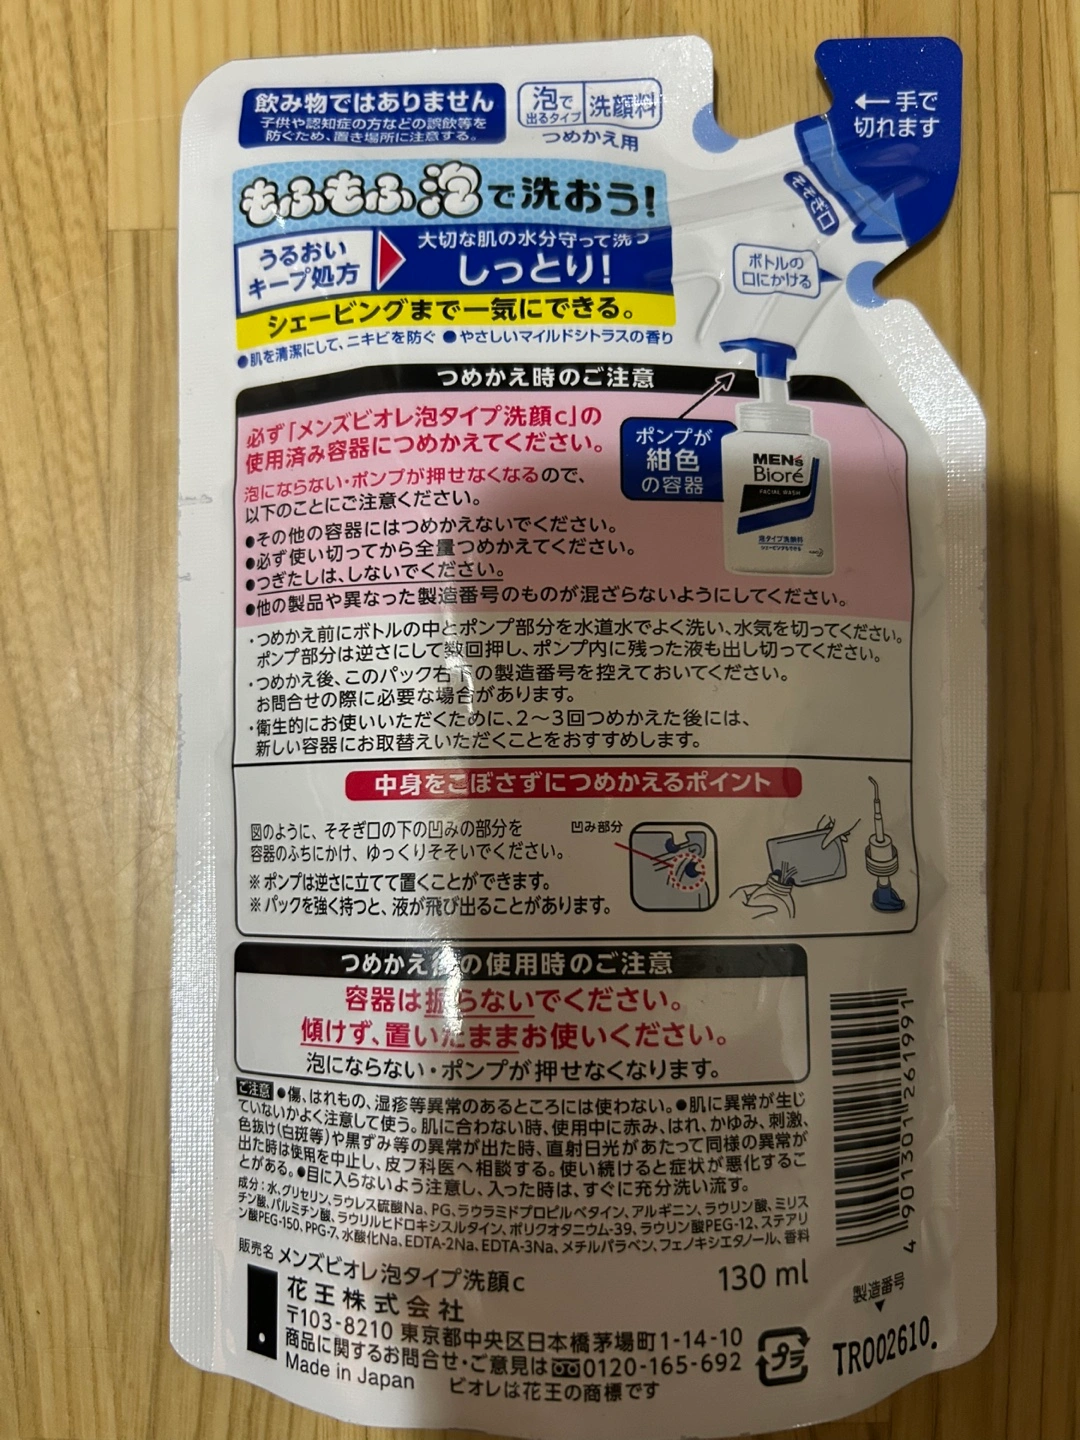 飲み物ではありません
子供や認知症の方などの誤飲等を
防ぐため、置き場所に注意する。
泡で
出るタイプ
洗顔料
つめかえ用
←手で
切れます
そそぎ口
ボトルの
口にかける
もふもふ泡で洗おう!
うるおい
キープ処方
大切な肌の水分守って洗う
しっとり!
シェービングまで一気にできる。
●肌を清潔にして、ニキビを防ぐ ●やさしいマイルドシトラスの香り
つめかえ時のご注意
必ず「メンズビオレ泡タイプ洗顔c」の
使用済み容器につめかえてください。
泡にならない・ポンプが押せなくなるので、
以下のことにご注意ください。
●その他の容器にはつめかえないでください。
●必ず使い切ってから全量つめかえてください。
●つぎたしは、しないでください。
●他の製品や異なった製造番号のものが混ざらないようにしてください。
ポンプが
紺色
の容器
MEN's
Bioré
FACIAL WASH
泡タイプ洗顔料
・つめかえ前にボトルの中とポンプ部分を水道水でよく洗い、水気を切ってください。
ポンプ部分は逆さにして数回押し、ポンプ内に残った液も出し切ってください。
・つめかえ後、このパック右下の製造番号を控えておいてください。
お問合せの際に必要な場合があります。
・衛生的にお使いいただくために、2〜3回つめかえた後には、
新しい容器にお取替えいただくことをおすすめします。
中身をこぼさずにつめかえるポイント
図のように、そそぎ口の下の凹みの部分を
容器のふちにかけ、ゆっくりそそいでください。
※ポンプは逆さに立てて置くことができます。
※パックを強く持つと、液が飛び出ることがあります。
凹み部分
つめかえ後の使用時のご注意
容器は振らないでください。
傾けず、置いたままお使いください。
泡にならない・ポンプが押せなくなります。
ご注意 ●傷、はれもの、湿疹等異常のあるところには使わない。●肌に異常が生じ
ていないかよく注意して使う。肌に合わない時、使用中に赤み、はれ、かゆみ、刺激、
色抜け(白斑等)や黒ずみ等の異常が出た時、直射日光があたって同様の異常が
出た時は使用を中止し、皮フ科医へ相談する。使い続けると症状が悪化するこ
とがある。●目に入らないよう注意し、入った時は、すぐに充分洗い流す。
成分:水、グリセリン、ラウレス硫酸Na、PG、ラウラミドプロピルベタイン、アルギニン、ラウリン酸、ミリス
チン酸、パルミチン酸、ラウリルヒドロキシスルタイン、ポリクオタニウム-39、ラウリン酸PEG-12、ステアリ
ン酸PEG-150、PPG-7、水酸化Na、EDTA-2Na、EDTA-3Na、メチルパラベン、フェノキシエタノール、香料
販売名 メンズビオレ泡タイプ洗顔c
130 ml
花王株式会社
〒103-8210 東京都中央区日本橋茅場町1-14-10
商品に関するお問合せ・ご意見は 0120-165-692
Made in Japan
ビオレは花王の商標です
プラ
4901301261991
製造番号
▼
TR002610.